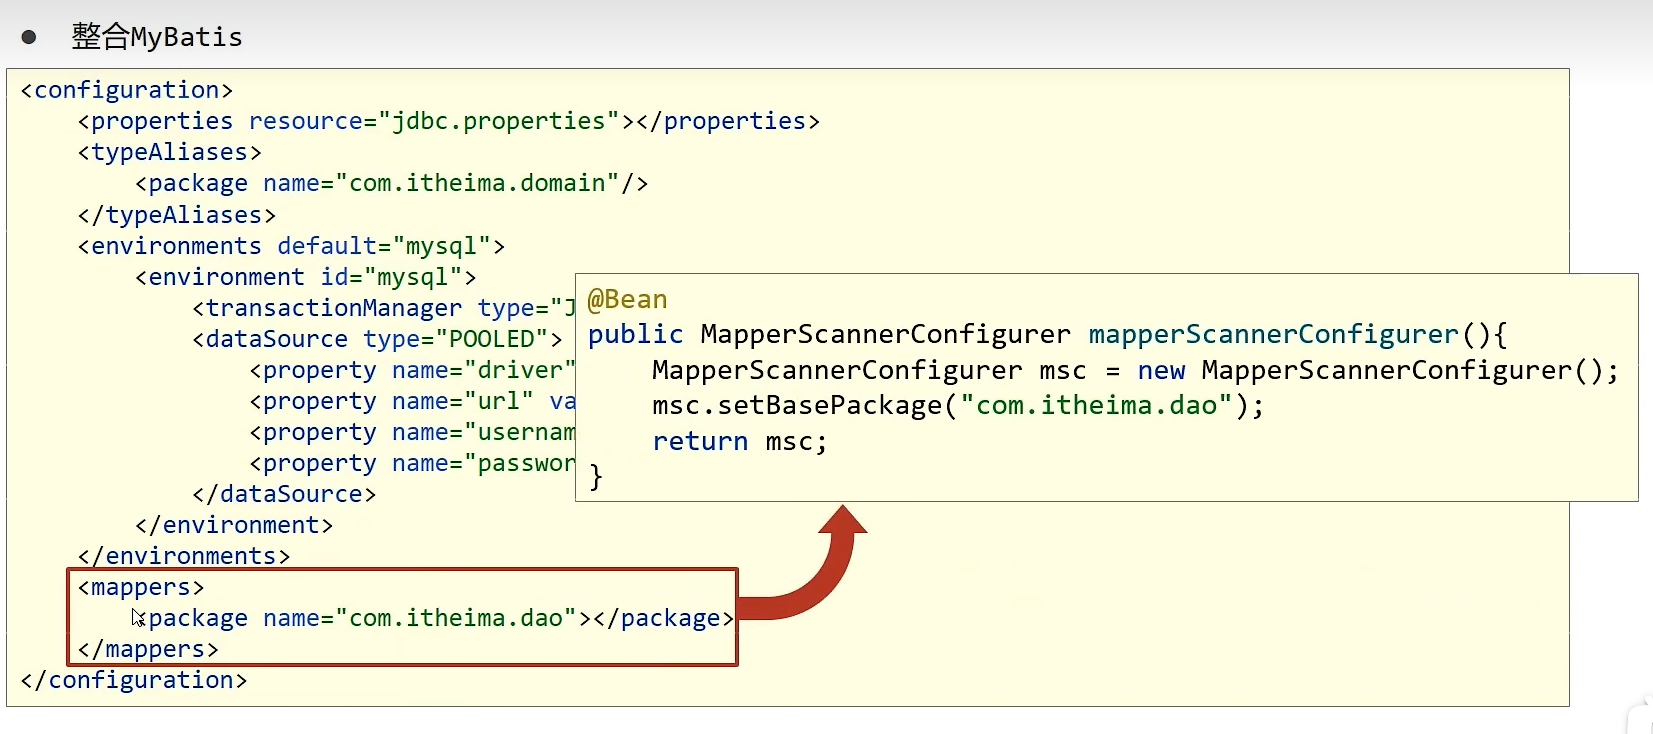 ● 整合MyBatis
<configuration>
<properties resource="jdbc.properties"></properties>
<typeAliases>
<package name="com.itheima.domain"/>
</typeAliases>
<environments default="mysql">
<environment id="mysql">
<transactionManager type="J
<dataSource type="POOLED">
<property name="driver"
<property name="url" va
<property name="usernam
<property name="passwor
</dataSource>
</environment>
</environments>
<mappers>
<package name="com.itheima.dao"></package>
</mappers>
</configuration>
@Bean
public MapperScannerConfigurer mapperScannerConfigurer(){
MapperScannerConfigurer msc = new MapperScannerConfigurer();
msc.setBasePackage("com.itheima.dao");
return msc;
}